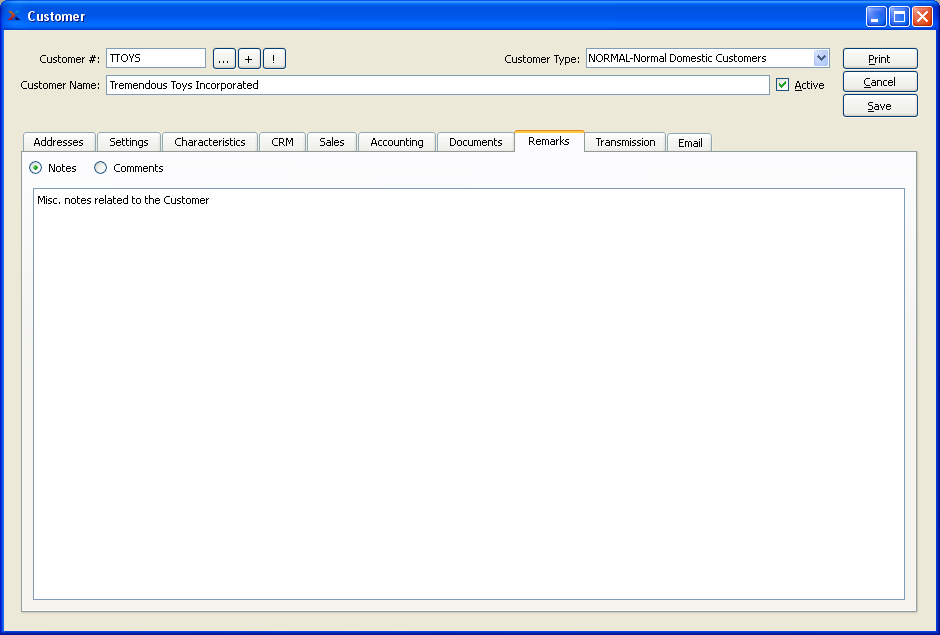 Customer
Customer #: TTOYS ... + ! Customer Type: NORMAL-Normal Domestic Customers Print
Customer Name: Tremendous Toys Incorporated Active Cancel
Save
Addresses Settings Characteristics CRM Sales Accounting Documents Remarks Transmission Email
Notes Comments
Misc. notes related to the Customer